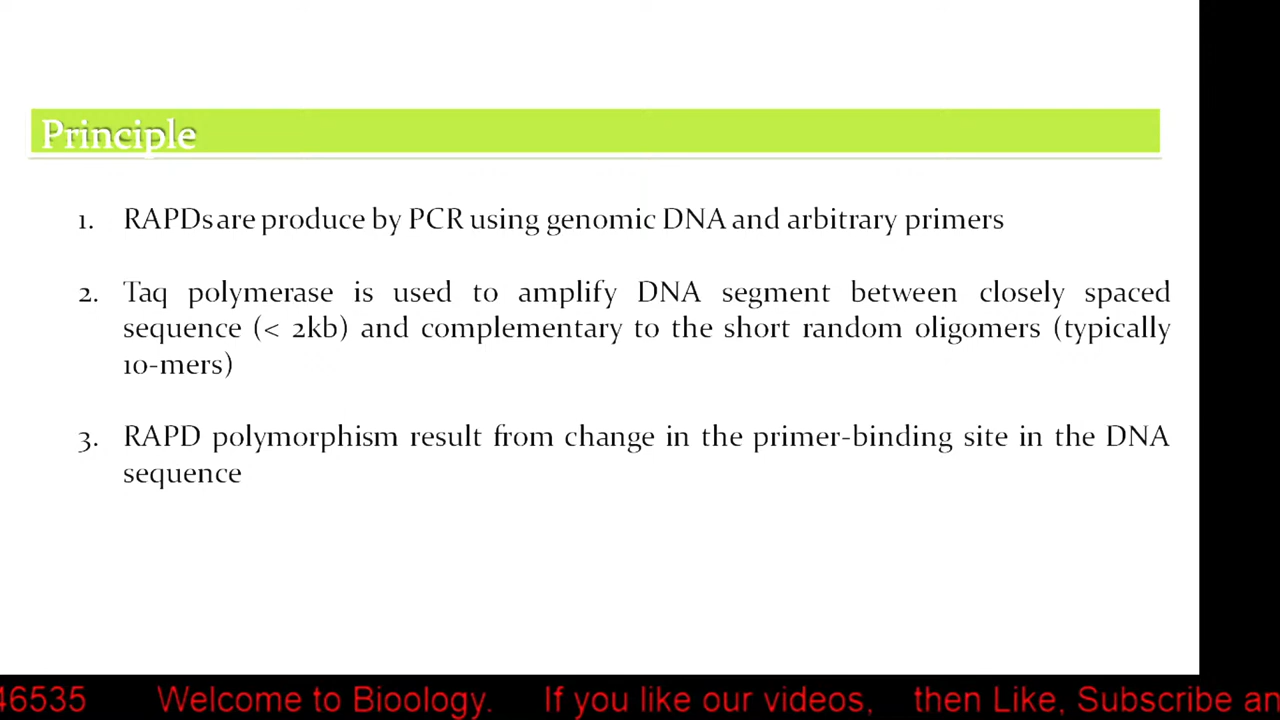 Principle
1. RAPDs are produce by PCR using genomic DNA and arbitrary primers
2. Taq polymerase is used to amplify DNA segment between closely spaced
sequence (< 2kb) and complementary to the short random oligomers (typically
10-mers)
3. RAPD polymorphism result from change in the primer-binding site in the DNA
sequence
46535 Welcome to Bioology. If you like our videos, then Like, Subscribe an